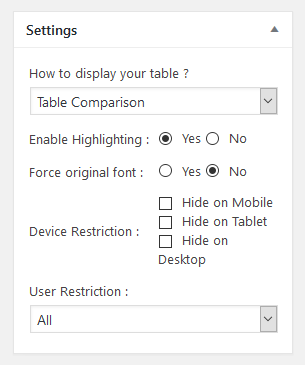 Settings
How to display your table ?
Table Comparison
Enable Highlighting : Yes No
Force original font : Yes No
Hide on Mobile
Hide on Tablet
Device Restriction :
Hide on
Desktop
User Restriction :
All